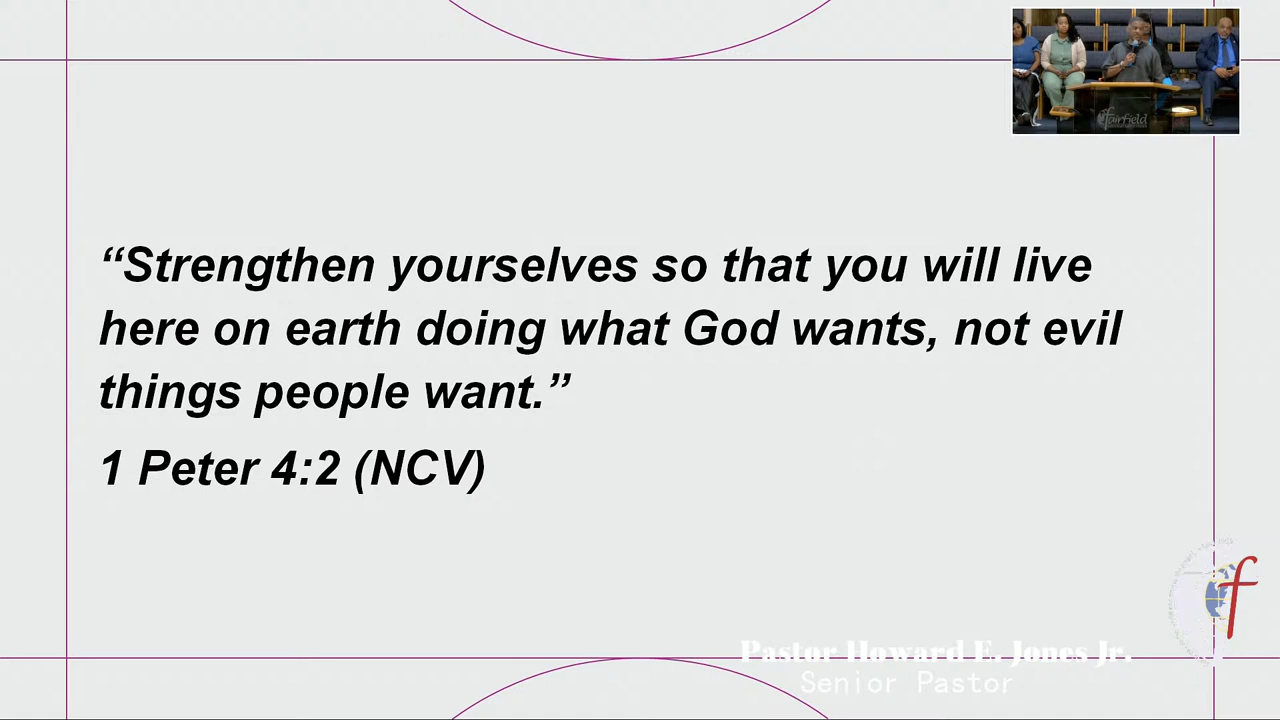 fairfield
“Strengthen yourselves so that you will live
here on earth doing what God wants, not evil
things people want.”
1 Peter 4:2 (NCV)
f
Pastor Howard E. Jones Jr.
Senior Pastor